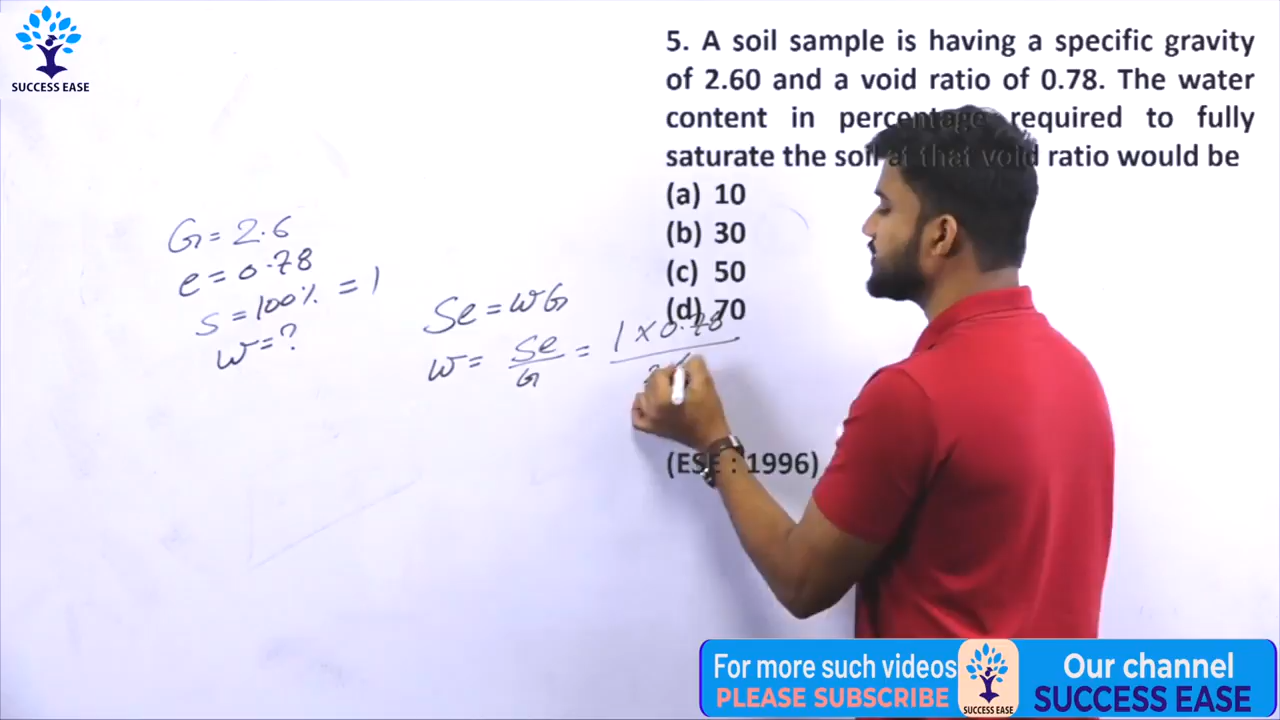 SUCCESS EASE
5. A soil sample is having a specific gravity
of 2.60 and a void ratio of 0.78. The water
content in percentage required to fully
saturate the soil at that void ratio would be
(a) 10
(b) 30
(c) 50
(d) 70
(ESE : 1996)
G = 2.6
e = 0.78
S = 100% = 1
w = ?
Se = wG
w = Se/G = 1 × 0.78
For more such videos
PLEASE SUBSCRIBE
SUCCESS EASE
Our channel
SUCCESS EASE